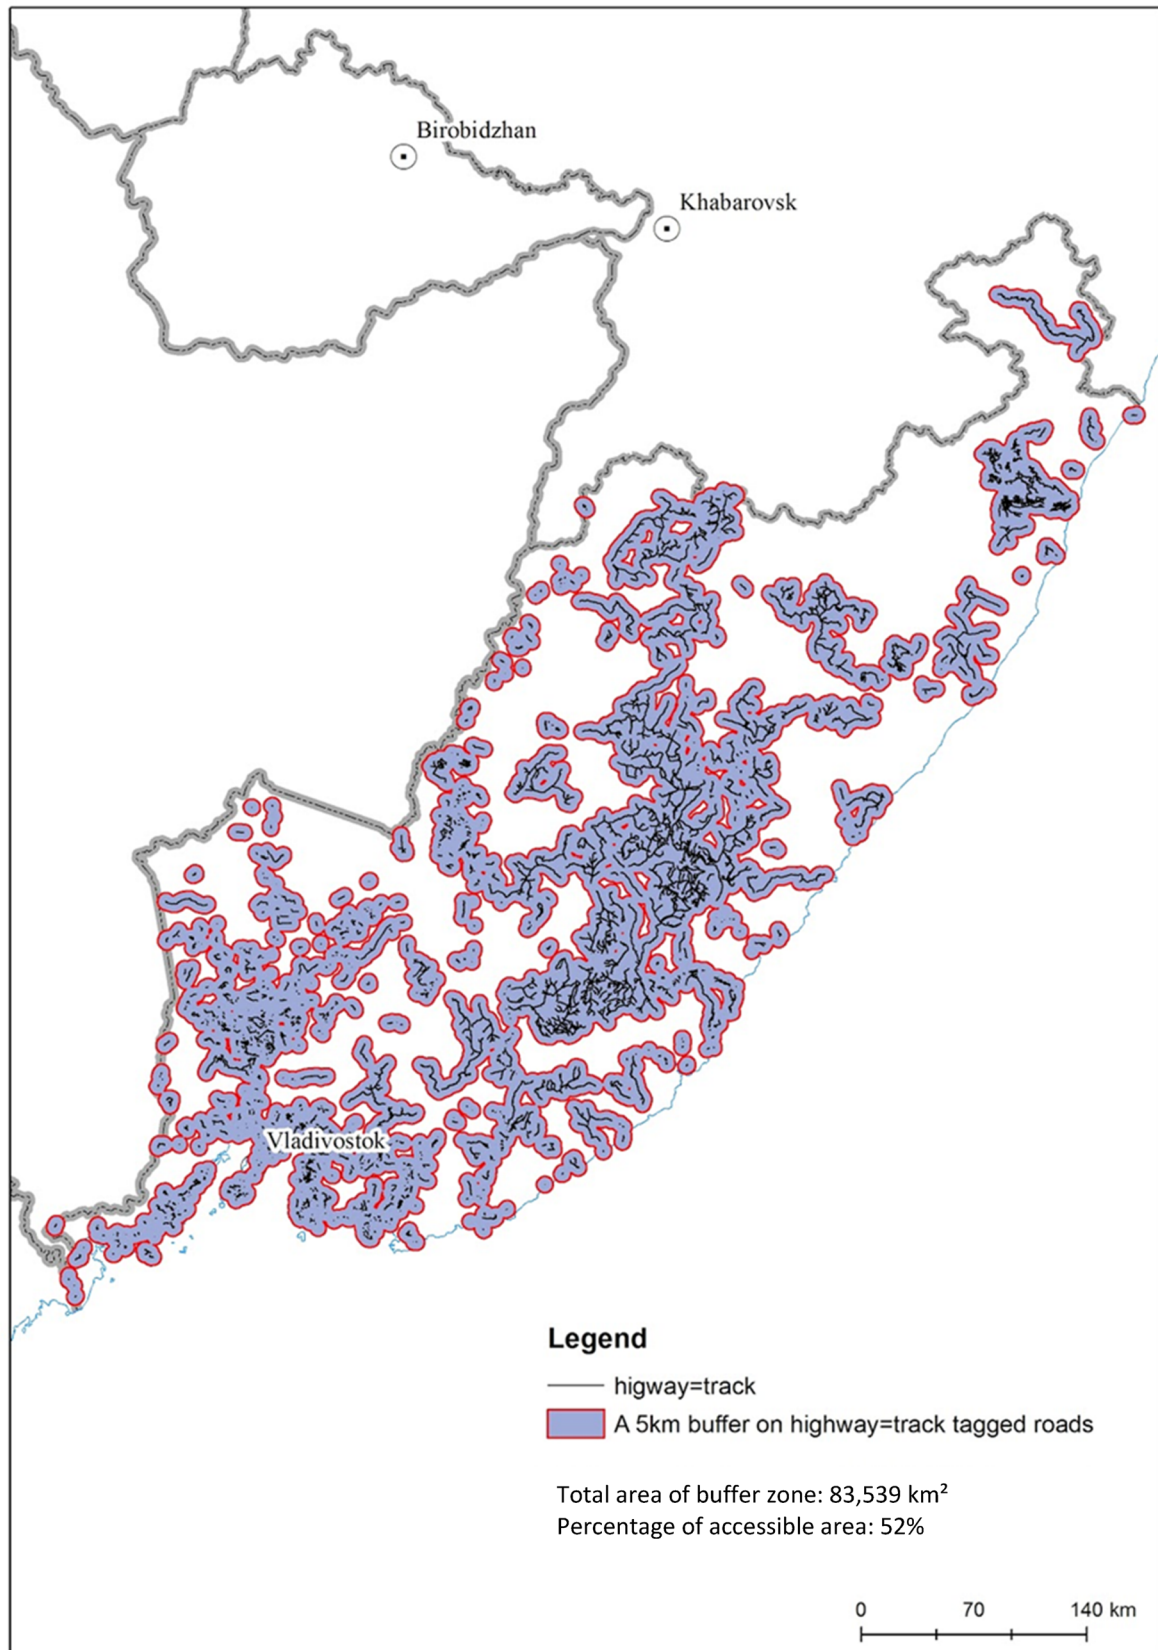 Birobidzhan
Khabarovsk
Vladivostok
Legend
higway=track
A 5km buffer on highway=track tagged roads
Total area of buffer zone: 83,539 km²
Percentage of accessible area: 52%
0 70 140 km